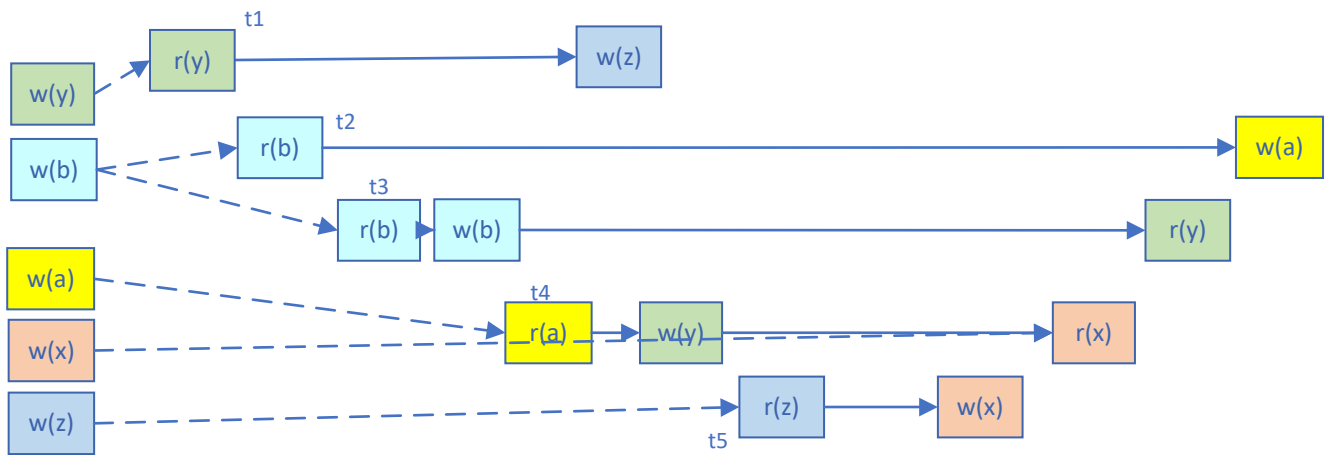 t1
w(y) r(y) w(z)
t2
w(b) r(b) w(a)
t3
r(b) w(b) r(y)
w(a)
t4
r(a) w(y) r(x)
w(x)
w(z) r(z) w(x)
t5